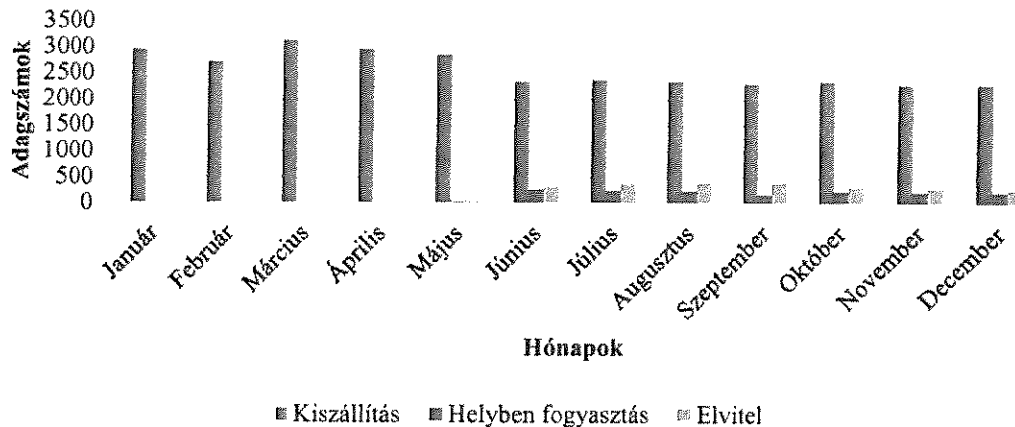 Adagszámok
3500
3000
2500
2000
1500
1000
500
0
Január
Február
Március
Április
Május
Június
Július
Augusztus
Szeptember
Október
November
December
Hónapok
Kiszállítás Helyben fogyasztás Elvitel